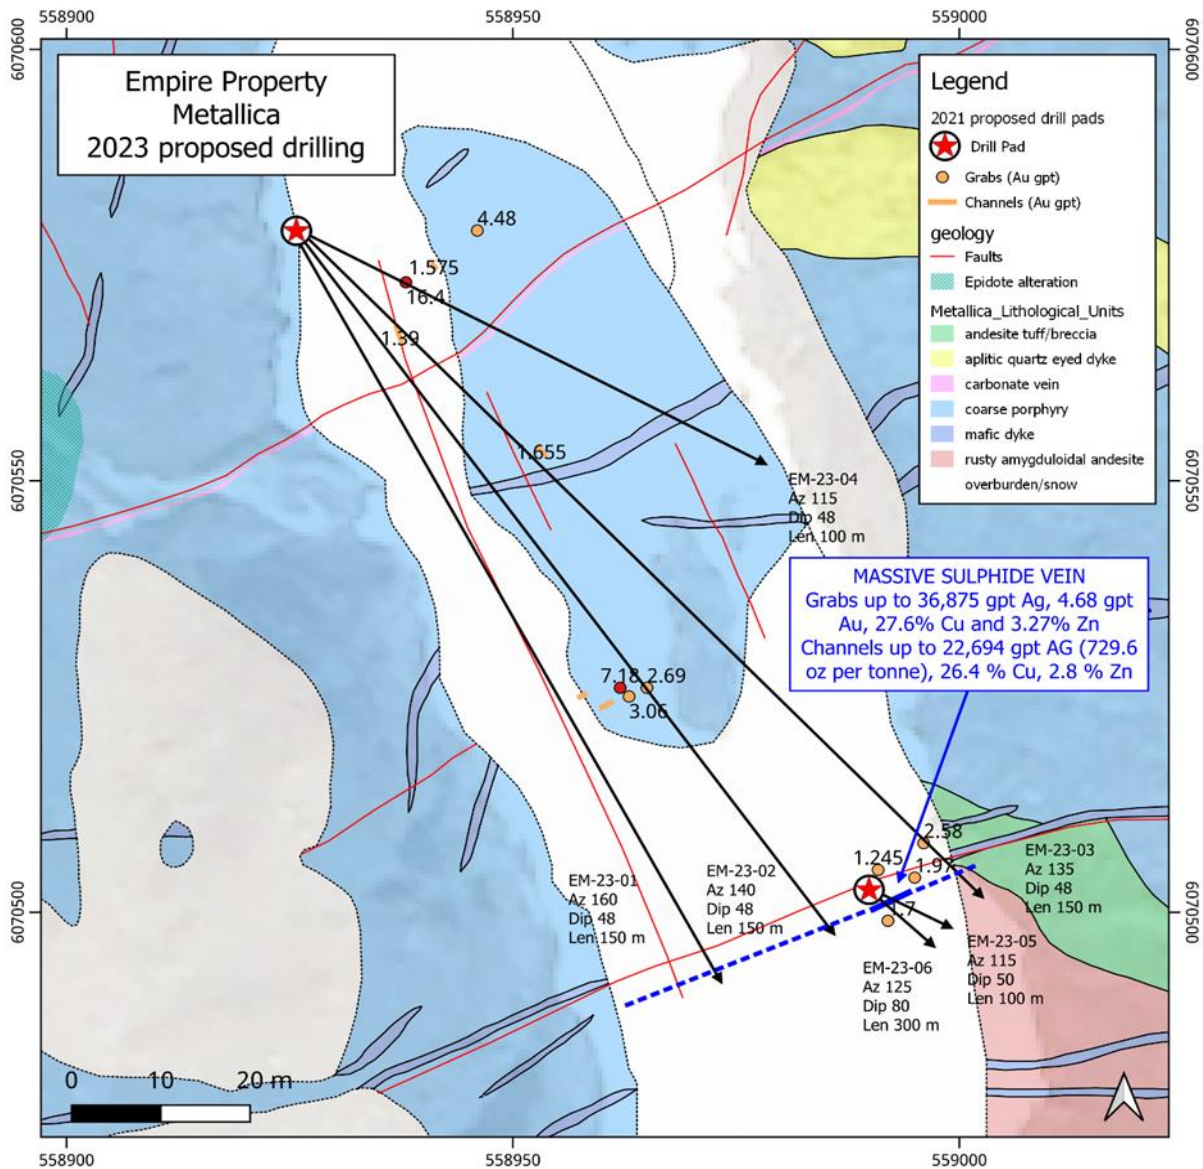 558900
558950
559000
6070600
6070600
Empire Property
Metallica
2023 proposed drilling
Legend
2021 proposed drill pads
Drill Pad
Grabs (Au gpt)
Channels (Au gpt)
geology
Faults
Epidote alteration
Metallica_Lithological_Units
andesite tuff/breccia
aplitic quartz eyed dyke
carbonate vein
coarse porphyry
mafic dyke
rusty amygduloidal andesite
overburden/snow
4.48
1.575
16.4
1.39
1.655
6070550
6070550
EM-23-04
Az 115
Dip 48
Len 100 m
MASSIVE SULPHIDE VEIN
Grabs up to 36,875 gpt Ag, 4.68 gpt
Au, 27.6% Cu and 3.27% Zn
Channels up to 22,694 gpt AG (729.6
oz per tonne), 26.4 % Cu, 2.8 % Zn
7.18
2.69
3.06
2.58
1.245
EM-23-03
Az 135
Dip 48
Len 150 m
EM-23-02
Az 140
Dip 48
Len 150 m
EM-23-01
Az 160
Dip 48
Len 150 m
6070500
6070500
EM-23-05
Az 115
Dip 50
Len 100 m
EM-23-06
Az 125
Dip 80
Len 300 m
0
10
20 m
558900
558950
559000